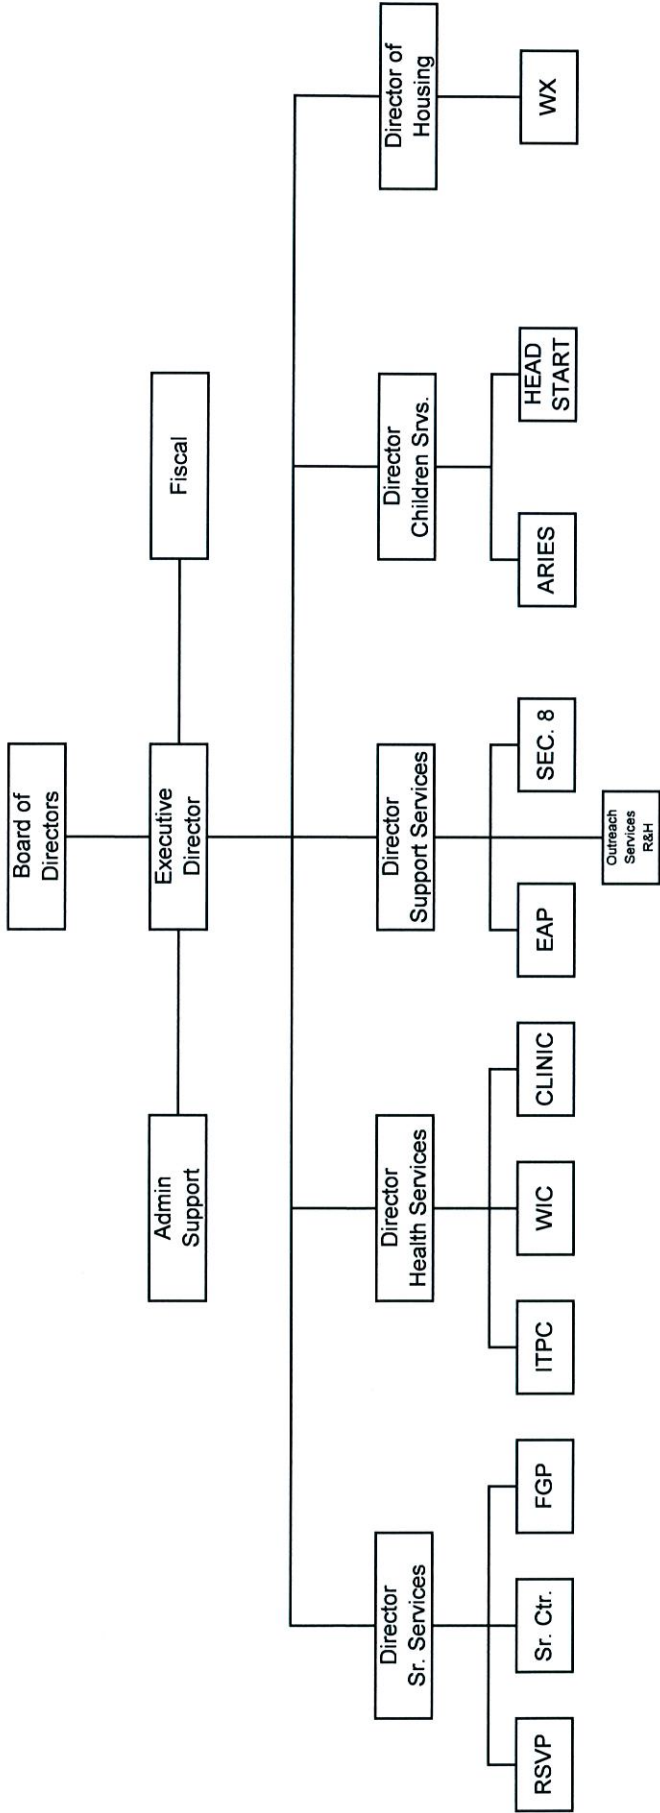 Board of
Directors
Admin
Support
Executive
Director
Fiscal
Director
Sr. Services
Director
Health Services
Director
Support Services
Director
Children Srvs.
Director of
Housing
RSVP
Sr. Ctr.
FGP
ITPC
WIC
CLINIC
EAP
SEC. 8
ARIES
HEAD
START
WX
Outreach
Services
R&H